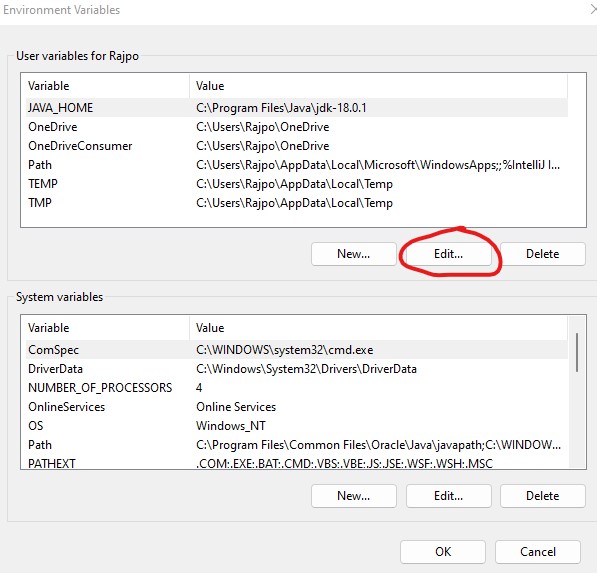 Environment Variables
User variables for Rajpo
Variable Value
JAVA_HOME C:\Program Files\Java\jdk-18.0.1
OneDrive C:\Users\Rajpo\OneDrive
OneDriveConsumer C:\Users\Rajpo\OneDrive
Path C:\Users\Rajpo\AppData\Local\Microsoft\WindowsApps;;%IntelliJ I...
TEMP C:\Users\Rajpo\AppData\Local\Temp
TMP C:\Users\Rajpo\AppData\Local\Temp
New... Edit... Delete
System variables
Variable Value
ComSpec C:\WINDOWS\system32\cmd.exe
DriverData C:\Windows\System32\Drivers\DriverData
NUMBER_OF_PROCESSORS 4
OnlineServices Online Services
OS Windows_NT
Path C:\Program Files\Common Files\Oracle\Java\javapath;C:\WINDOW...
PATHEXT .COM;.EXE;.BAT;.CMD;.VBS;.VBE;.JS;.JSE;.WSF;.WSH;.MSC
New... Edit... Delete
OK Cancel